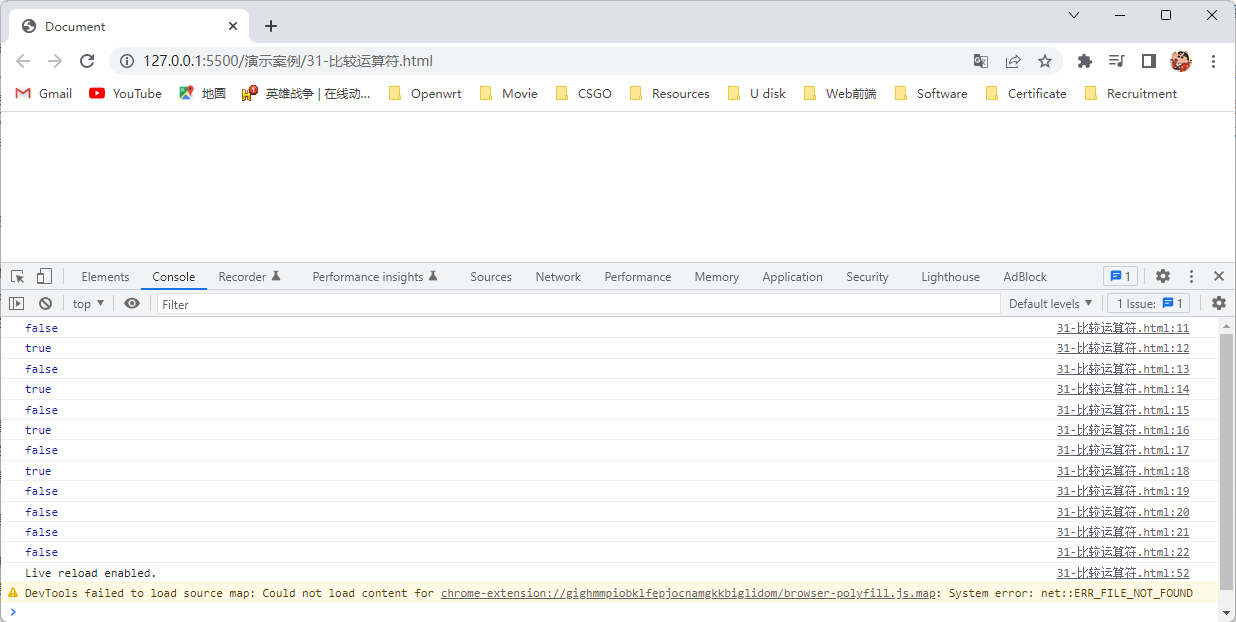 Document
127.0.0.1:5500/演示案例/31-比较运算符.html
Gmail YouTube 地图 英雄战争 | 在线动... Openwrt Movie CSGO Resources U disk Web前端 Software Certificate Recruitment
Elements Console Recorder Performance insights Sources Network Performance Memory Application Security Lighthouse AdBlock 1
top Filter Default levels 1 Issue: 1
false 31-比较运算符.html:11
true 31-比较运算符.html:12
false 31-比较运算符.html:13
true 31-比较运算符.html:14
false 31-比较运算符.html:15
true 31-比较运算符.html:16
false 31-比较运算符.html:17
true 31-比较运算符.html:18
false 31-比较运算符.html:19
false 31-比较运算符.html:20
false 31-比较运算符.html:21
false 31-比较运算符.html:22
Live reload enabled. 31-比较运算符.html:52
DevTools failed to load source map: Could not load content for chrome-extension://gighmmpiobklfepjocnamgkkbiglidom/browser-polyfill.js.map: System error: net::ERR_FILE_NOT_FOUND